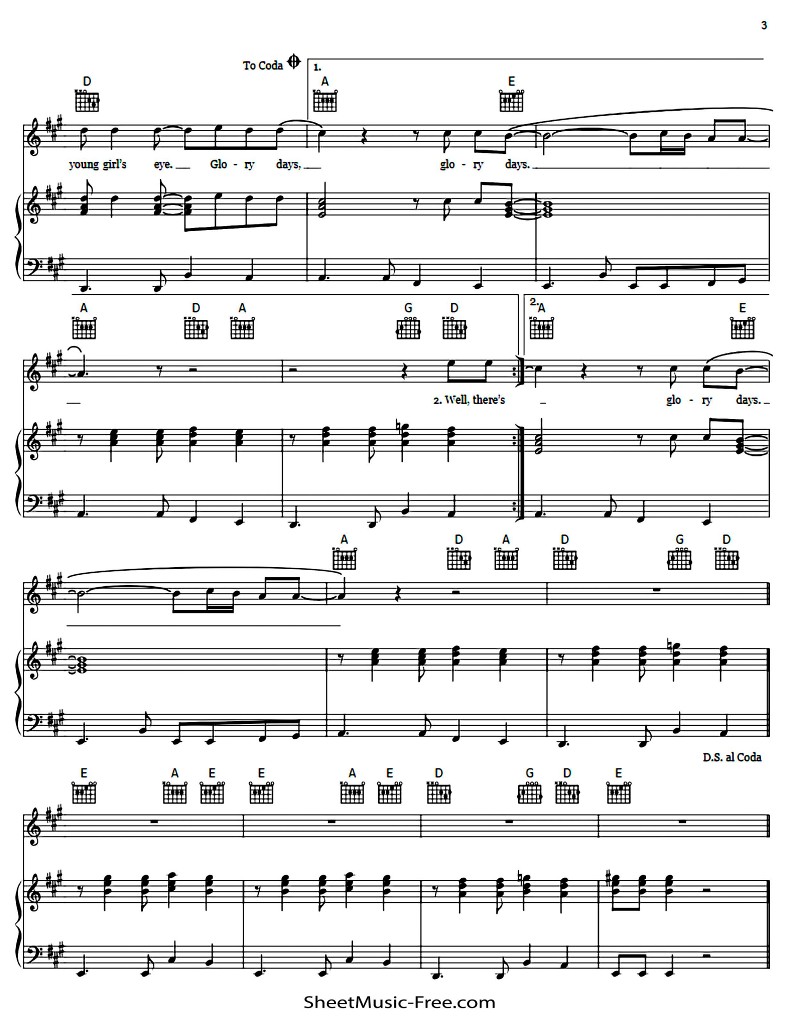 3
To Coda
1.
D A E
young girl's eye. Glo - ry days, glo - ry days.
A D A G D 2. A E
2. Well, there's glo - ry days.
A D A D G D
D.S. al Coda
E A E E A E D G D E
SheetMusic-Free.com